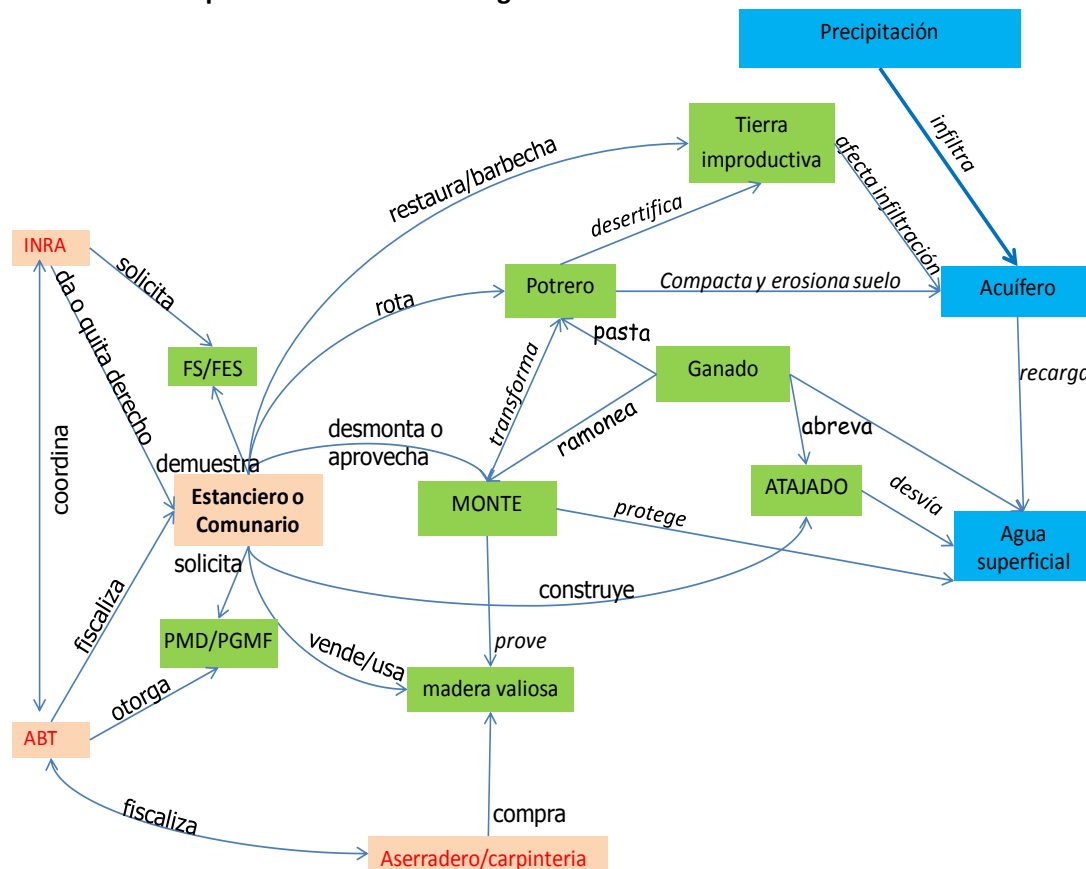 Precipitación
Tierra
improductiva
infiltra
afecta infiltración
restaura/barbecha
desertifica
INRA
solicita
da o quita derecho
rota
Potrero
Compacta y erosiona suelo
Acuífero
FS/FES
pasta
Ganado
transforma
ramonea
recarga
coordina
desmonta o
aprovecha
abreva
demuestra
Estanciero o
Comunario
MONTE
ATAJADO
desvía
protege
Agua
superficial
solicita
construye
fiscaliza
PMD/PGMF
vende/usa
prove
otorga
madera valiosa
ABT
fiscaliza
compra
Aserradero/carpinteria